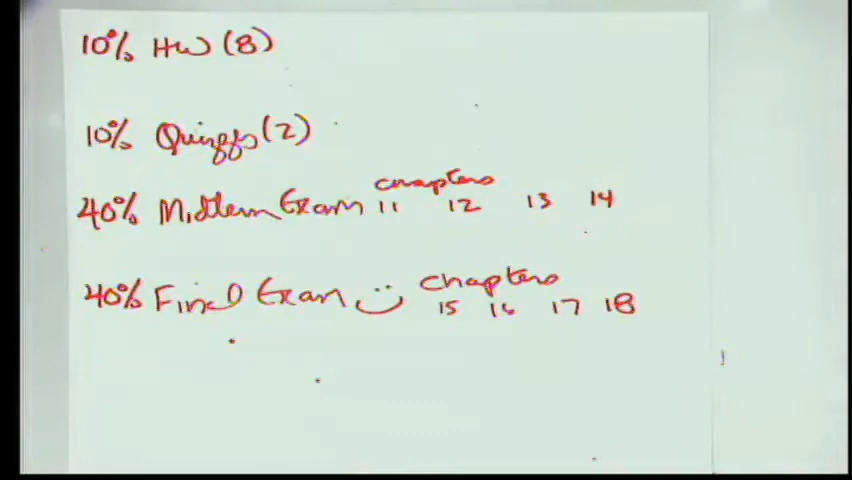 10% HW (8)
10% Quizzes (2)
40% Midterm Exam chapters 11 12 13 14
40% Final Exam :) chapters 15 16 17 18